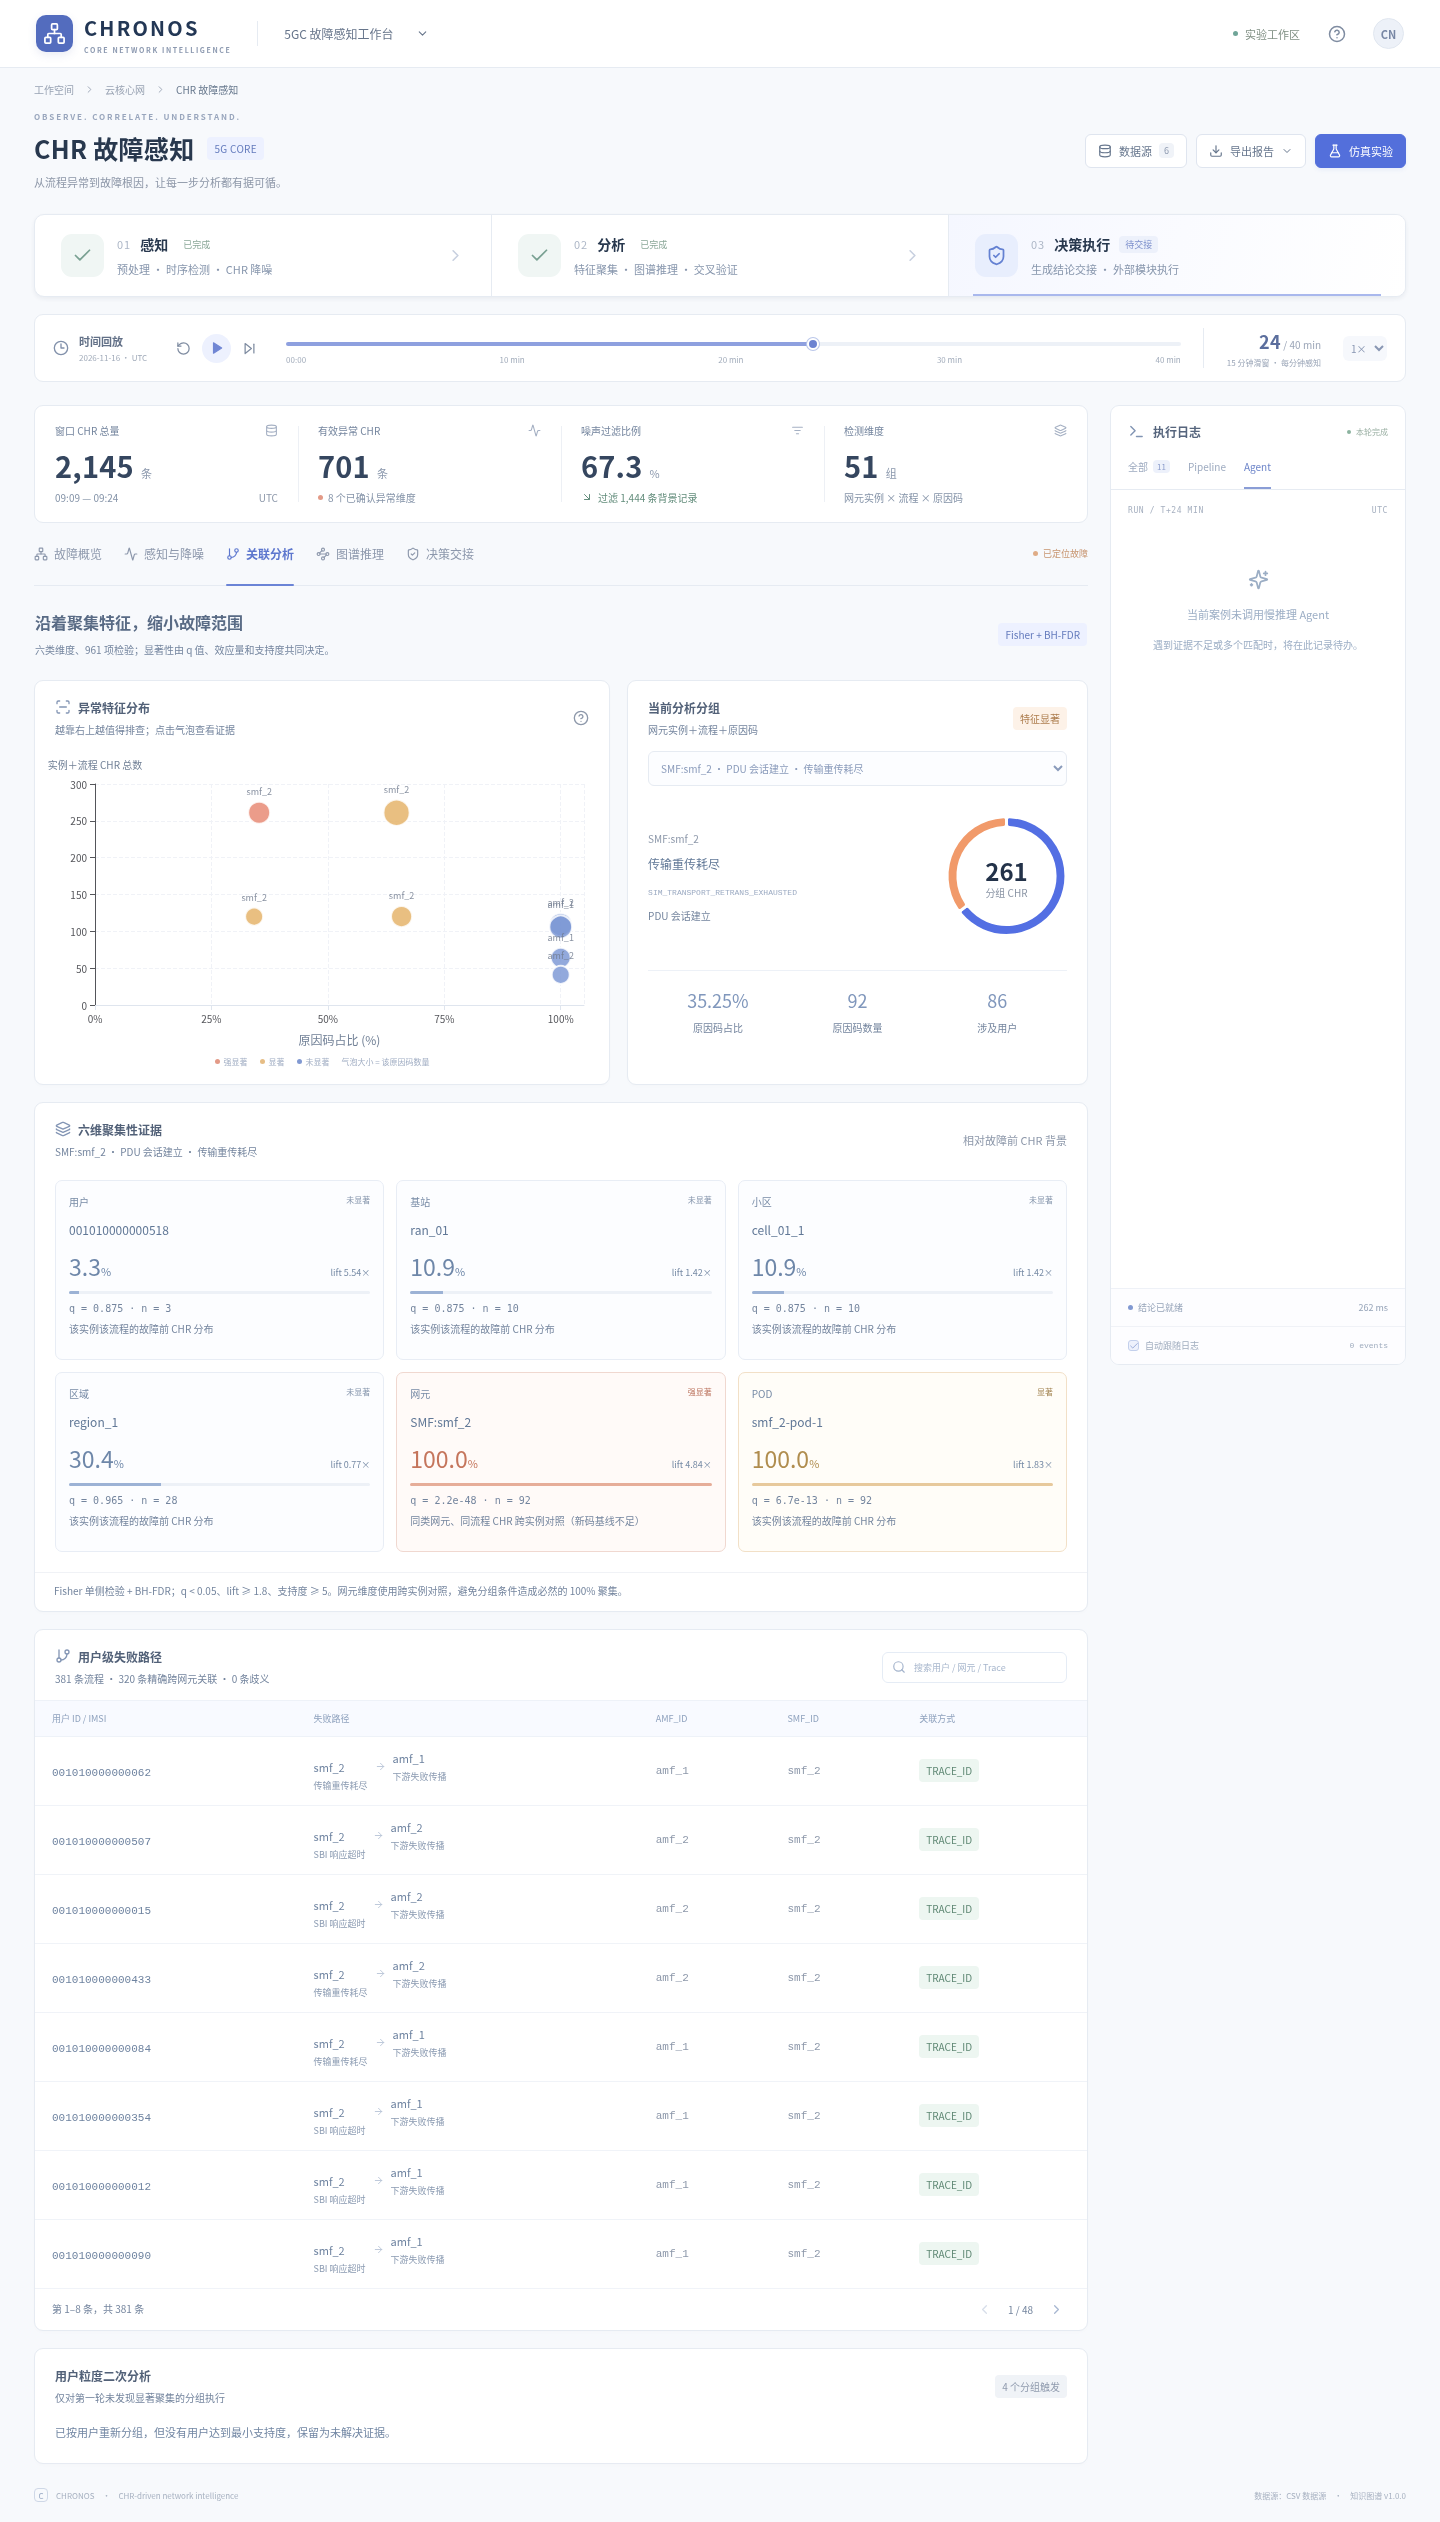 CHRONOS
CORE NETWORK INTELLIGENCE
5GC 故障感知工作台
实验工作区
CN
工作空间 > 云核心网 > CHR 故障感知
OBSERVE. CORRELATE. UNDERSTAND.
CHR 故障感知 5G CORE
从流程异常到故障根因，让每一步分析都有据可循。
数据源 6
导出报告
仿真实验
01 感知 已完成
预处理 · 时序检测 · CHR 降噪
02 分析 已完成
特征聚集 · 图谱推理 · 交叉验证
03 决策执行 待交接
生成结论交接 · 外部模块执行
时间回放
2026-11-16 · UTC
00:00 10 min 20 min 30 min 40 min
24 / 40 min
15 分钟滑窗 · 每分钟感知
1×
窗口 CHR 总量
2,145 条
09:09 — 09:24 UTC
有效异常 CHR
701 条
8 个已确认异常维度
噪声过滤比例
67.3 %
过滤 1,444 条背景记录
检测维度
51 组
网元实例 × 流程 × 原因码
执行日志 本轮完成
全部 11 Pipeline Agent
RUN / T+24 MIN UTC
当前案例未调用慢推理 Agent
遇到证据不足或多个匹配时，将在此记录待办。
结论已就绪 262 ms
自动跟随日志 0 events
故障概览 感知与降噪 关联分析 图谱推理 决策交接
已定位故障
沿着聚集特征，缩小故障范围
六类维度、961 项检验；显著性由 q 值、效应量和支持度共同决定。
Fisher + BH-FDR
异常特征分布
越靠右上越值得排查；点击气泡查看证据
实例＋流程 CHR 总数
300
250
200
150
100
50
0
smf_2
smf_2
smf_2
smf_2
amf_1
amf_1
amf_2
0% 25% 50% 75% 100%
原因码占比 (%)
强显著 显著 未显著 气泡大小 = 该原因码数量
当前分析分组
网元实例＋流程＋原因码
特征显著
SMF:smf_2 · PDU 会话建立 · 传输重传耗尽
SMF:smf_2
传输重传耗尽
SIM_TRANSPORT_RETRANS_EXHAUSTED
PDU 会话建立
261
分组 CHR
35.25% 92 86
原因码占比 原因码数量 涉及用户
六维聚集性证据
SMF:smf_2 · PDU 会话建立 · 传输重传耗尽
相对故障前 CHR 背景
用户 未显著
001010000000518
3.3% lift 5.54×
q = 0.875 · n = 3
该实例该流程的故障前 CHR 分布
基站 未显著
ran_01
10.9% lift 1.42×
q = 0.875 · n = 10
该实例该流程的故障前 CHR 分布
小区 未显著
cell_01_1
10.9% lift 1.42×
q = 0.875 · n = 10
该实例该流程的故障前 CHR 分布
区域 未显著
region_1
30.4% lift 0.77×
q = 0.965 · n = 28
该实例该流程的故障前 CHR 分布
网元 强显著
SMF:smf_2
100.0% lift 4.84×
q = 2.2e-48 · n = 92
同类网元、同流程 CHR 跨实例对照（新码基线不足）
POD 显著
smf_2-pod-1
100.0% lift 1.83×
q = 6.7e-13 · n = 92
该实例该流程的故障前 CHR 分布
Fisher 单侧检验 + BH-FDR；q < 0.05、lift ≥ 1.8、支持度 ≥ 5。网元维度使用跨实例对照，避免分组条件造成必然的 100% 聚集。
用户级失败路径
381 条流程 · 320 条精确跨网元关联 · 0 条歧义
搜索用户 / 网元 / Trace
用户 ID / IMSI 失败路径 AMF_ID SMF_ID 关联方式
001010000000062 smf_2 传输重传耗尽 → amf_1 下游失败传播 amf_1 smf_2 TRACE_ID
001010000000507 smf_2 SBI 响应超时 → amf_2 下游失败传播 amf_2 smf_2 TRACE_ID
001010000000015 smf_2 SBI 响应超时 → amf_2 下游失败传播 amf_2 smf_2 TRACE_ID
001010000000433 smf_2 传输重传耗尽 → amf_2 下游失败传播 amf_2 smf_2 TRACE_ID
001010000000084 smf_2 传输重传耗尽 → amf_1 下游失败传播 amf_1 smf_2 TRACE_ID
001010000000354 smf_2 SBI 响应超时 → amf_1 下游失败传播 amf_1 smf_2 TRACE_ID
001010000000012 smf_2 SBI 响应超时 → amf_1 下游失败传播 amf_1 smf_2 TRACE_ID
001010000000090 smf_2 SBI 响应超时 → amf_1 下游失败传播 amf_1 smf_2 TRACE_ID
第 1–8 条，共 381 条
1 / 48
用户粒度二次分析
仅对第一轮未发现显著聚集的分组执行
4 个分组触发
已按用户重新分组，但没有用户达到最小支持度，保留为未解决证据。
C CHRONOS · CHR-driven network intelligence
数据源：CSV 数据源 · 知识图谱 v1.0.0